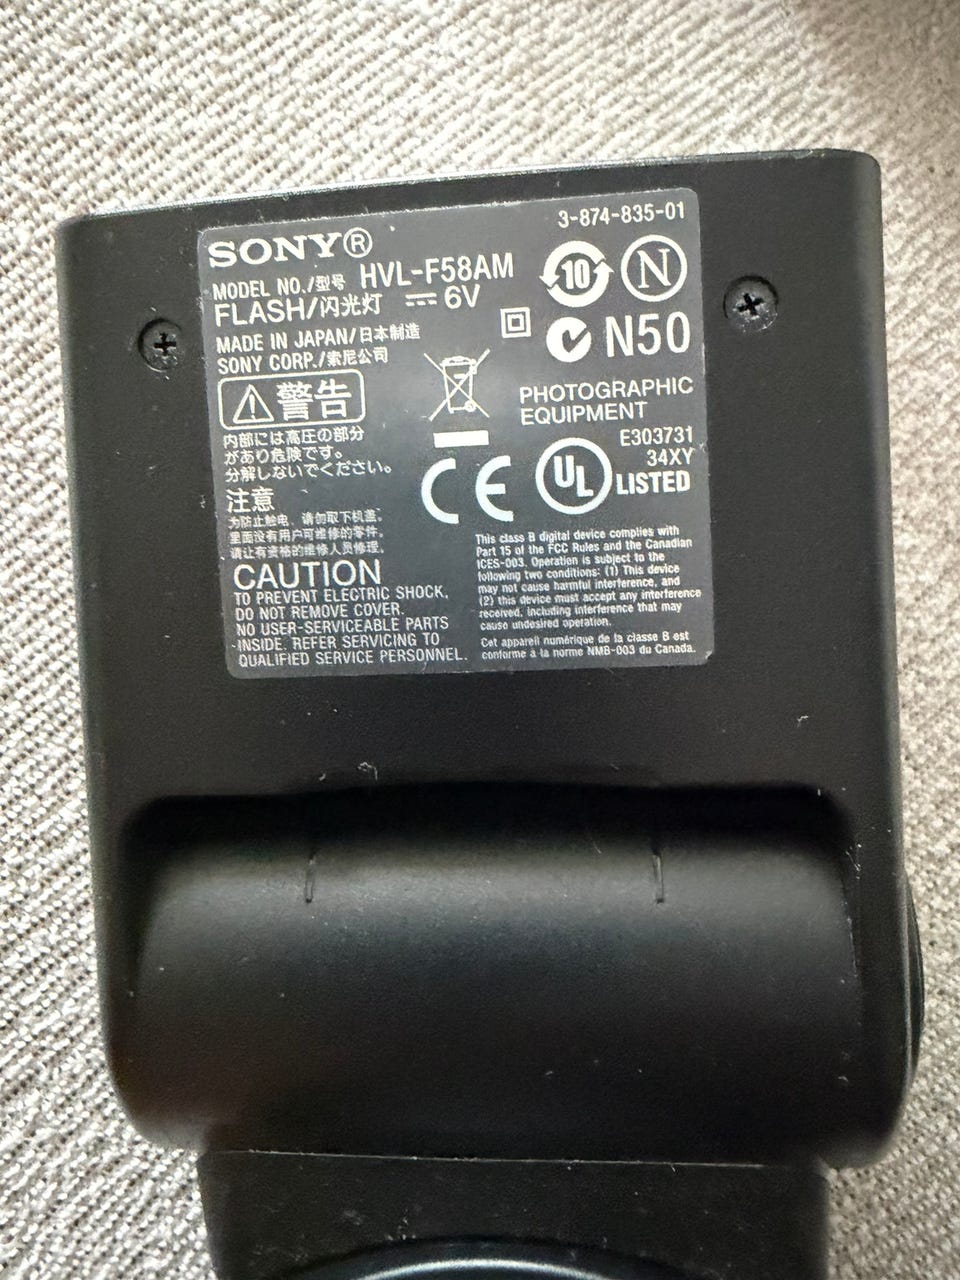 SONY®
3-874-835-01
MODEL NO./型号 HVL-F58AM
FLASH/闪光灯 ⎓ 6V
10 N
MADE IN JAPAN/日本制造
SONY CORP./索尼公司
N50
警告
内部には高圧の部分
があり危険です。
分解しないでください。
PHOTOGRAPHIC
EQUIPMENT
E303731
34XY
CE
UL
LISTED
注意
为防止触电，请勿取下机盖。
里面没有用户可维修的零件。
请让有资格的维修人员修理。
CAUTION
TO PREVENT ELECTRIC SHOCK,
DO NOT REMOVE COVER.
NO USER-SERVICEABLE PARTS
INSIDE. REFER SERVICING TO
QUALIFIED SERVICE PERSONNEL.
This class B digital device complies with
Part 15 of the FCC Rules and the Canadian
ICES-003. Operation is subject to the
following two conditions: (1) This device
may not cause harmful interference, and
(2) this device must accept any interference
received, including interference that may
cause undesired operation.
Cet appareil numérique de la classe B est
conforme à la norme NMB-003 du Canada.